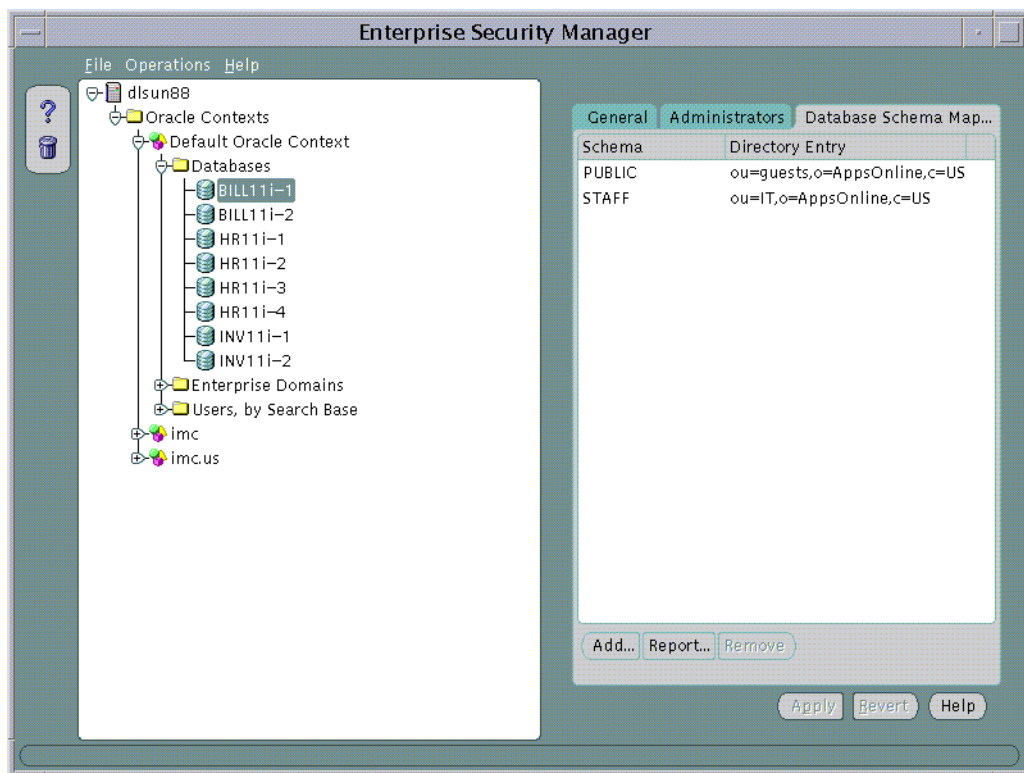 Enterprise Security Manager
File Operations Help
dlsun88
Oracle Contexts
Default Oracle Context
Databases
BILL11i-1
BILL11i-2
HR11i-1
HR11i-2
HR11i-3
HR11i-4
INV11i-1
INV11i-2
Enterprise Domains
Users, by Search Base
imc
imc.us
General Administrators Database Schema Map...
Schema Directory Entry
PUBLIC ou=guests,o=AppsOnline,c=US
STAFF ou=IT,o=AppsOnline,c=US
Add... Report... Remove
Apply Revert Help